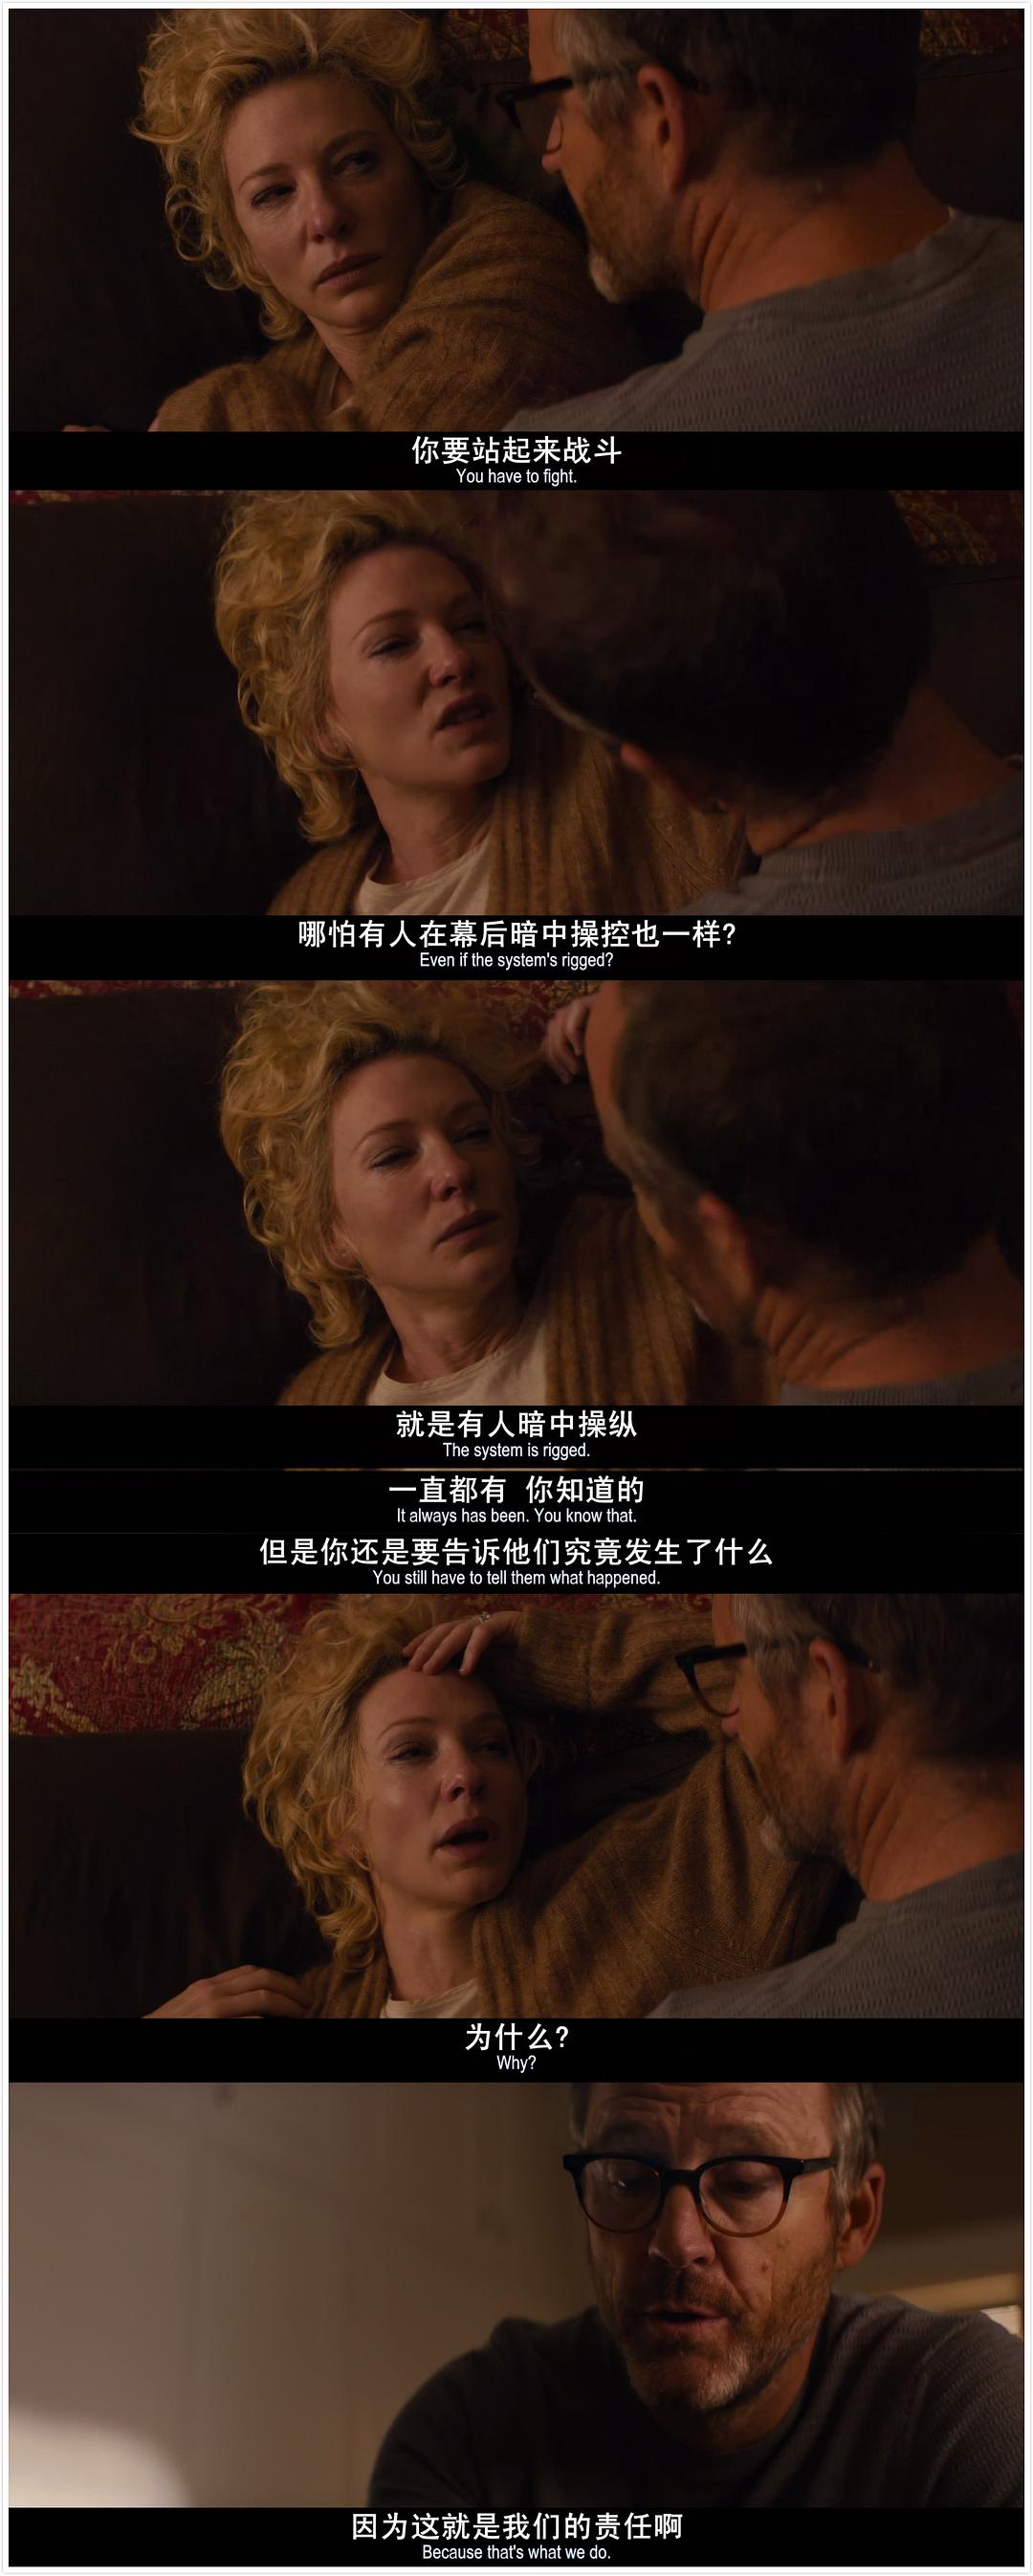 你要站起来战斗
You have to fight.
哪怕有人在幕后暗中操控也一样?
Even if the system's rigged?
就是有人暗中操纵
The system is rigged.
一直都有 你知道的
It always has been. You know that.
但是你还是要告诉他们究竟发生了什么
You still have to tell them what happened.
为什么?
Why?
因为这就是我们的责任啊
Because that's what we do.